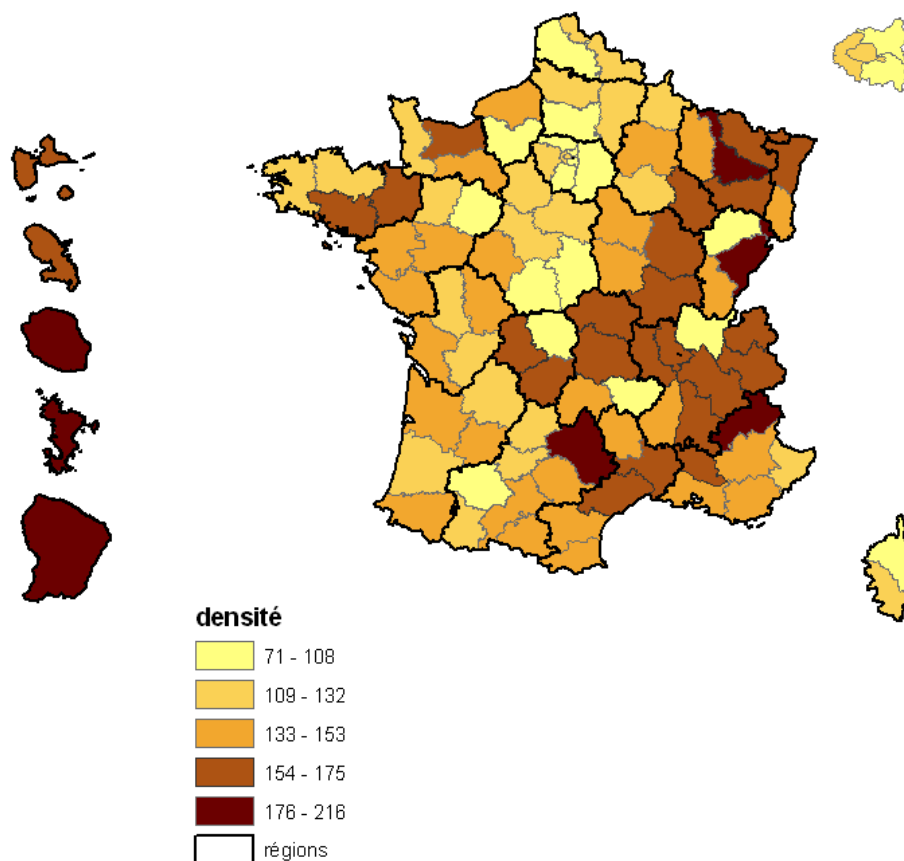 densité
71 - 108
109 - 132
133 - 153
154 - 175
176 - 216
régions